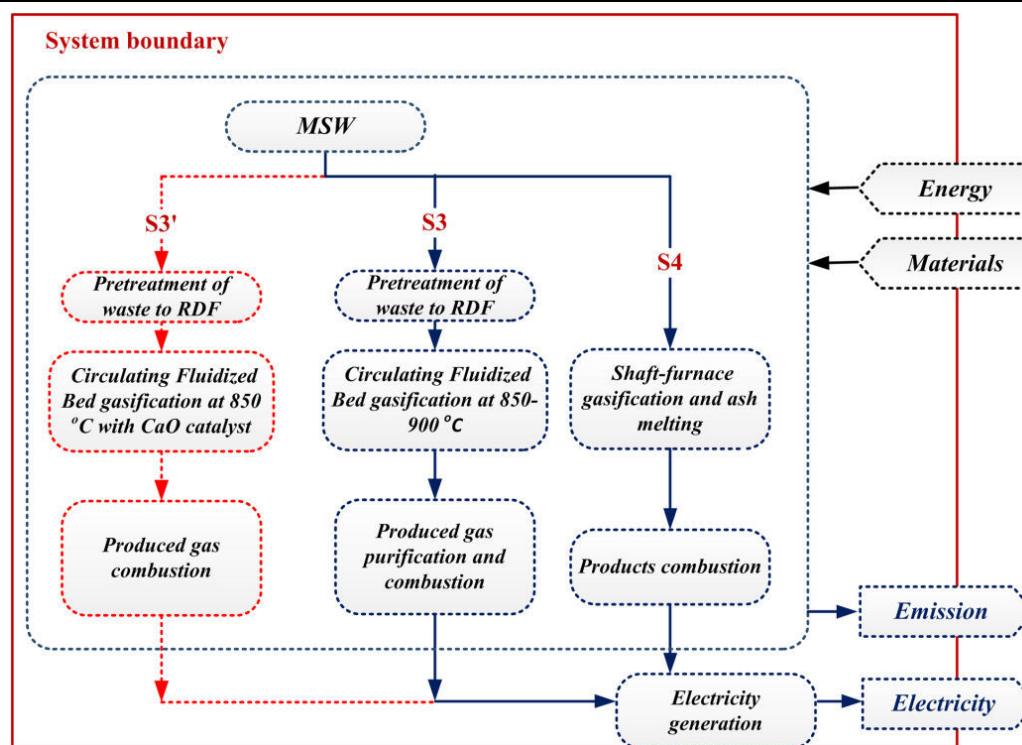 System boundary
MSW
Energy
Materials
S3'
S3
S4
Pretreatment of
waste to RDF
Pretreatment of
waste to RDF
Circulating Fluidized
Bed gasification at 850
°C with CaO catalyst
Circulating Fluidized
Bed gasification at 850-
900 °C
Shaft-furnace
gasification and ash
melting
Produced gas
combustion
Produced gas
purification and
combustion
Products combustion
Emission
Electricity
generation
Electricity